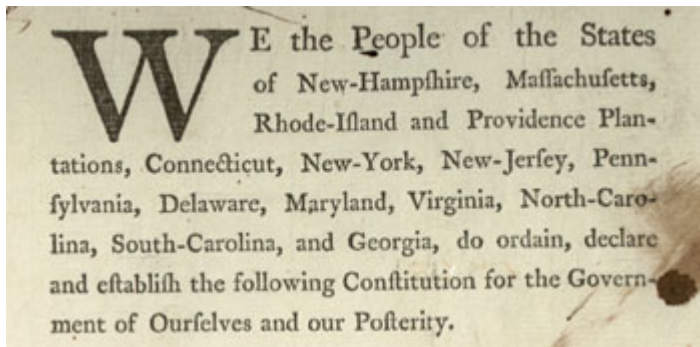 WE the People of the States
of New-Hampſhire, Maſſachuſetts,
Rhode-Iſland and Providence Plan-
tations, Connecticut, New-York, New-Jerſey, Penn-
ſylvania, Delaware, Maryland, Virginia, North-Caro-
lina, South-Carolina, and Georgia, do ordain, declare
and eſtabliſh the following Conſtitution for the Govern-
ment of Ourſelves and our Poſterity.